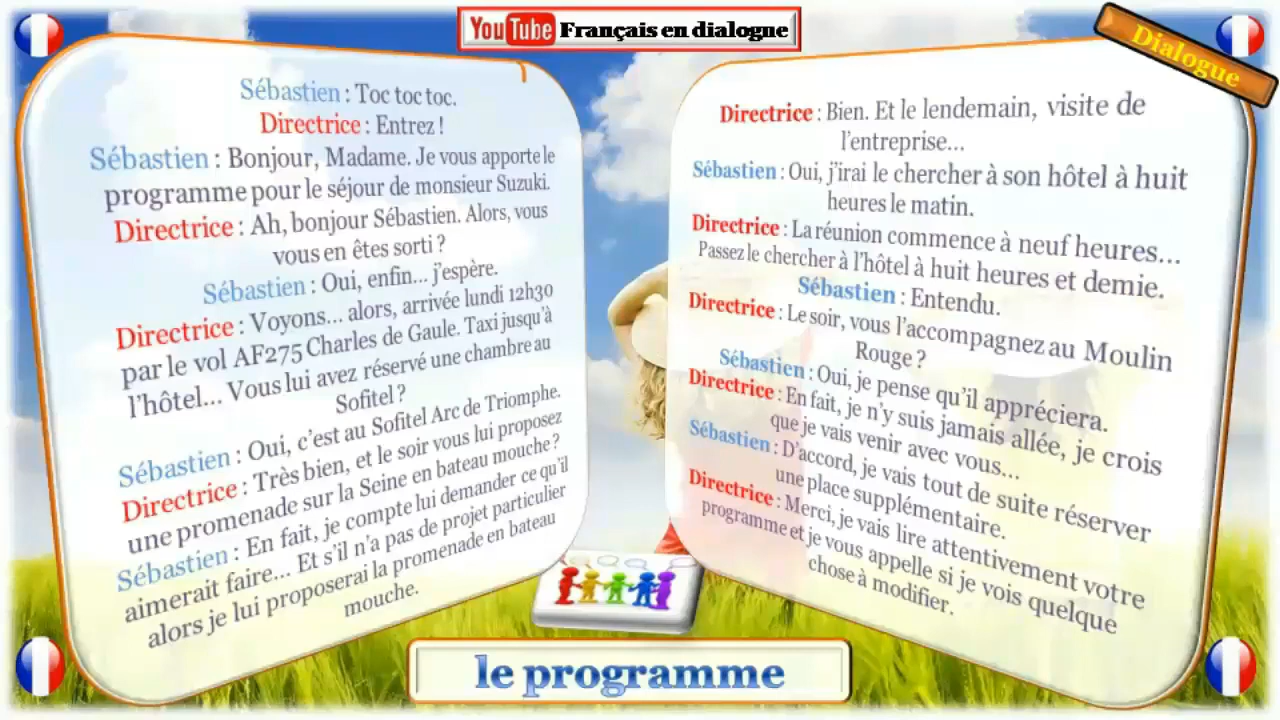 YouTube Français en dialogue
Dialogue
Sébastien : Toc toc toc.
Directrice : Entrez !
Sébastien : Bonjour, Madame. Je vous apporte le
programme pour le séjour de monsieur Suzuki.
Directrice : Ah, bonjour Sébastien. Alors, vous
vous en êtes sorti ?
Sébastien : Oui, enfin... j'espère.
Directrice : Voyons... alors, arrivée lundi 12h30
par le vol AF275 Charles de Gaule. Taxi jusqu'à
l'hôtel... Vous lui avez réservé une chambre au
Sofitel ?
Sébastien : Oui, c'est au Sofitel Arc de Triomphe.
Directrice : Très bien, et le soir vous lui proposez
une promenade sur la Seine en bateau mouche ?
Sébastien : En fait, je compte lui demander ce qu'il
aimerait faire... Et s'il n'a pas de projet particulier
alors je lui proposerai la promenade en bateau
mouche.
Directrice : Bien. Et le lendemain, visite de
l'entreprise...
Sébastien : Oui, j'irai le chercher à son hôtel à huit
heures le matin.
Directrice : La réunion commence à neuf heures...
Passez le chercher à l'hôtel à huit heures et demie.
Sébastien : Entendu.
Directrice : Le soir, vous l'accompagnez au Moulin
Rouge ?
Sébastien : Oui, je pense qu'il appréciera.
Directrice : En fait, je n'y suis jamais allée, je crois
que je vais venir avec vous...
Sébastien : D'accord, je vais tout de suite réserver
une place supplémentaire.
Directrice : Merci, je vais lire attentivement votre
programme et je vous appelle si je vois quelque
chose à modifier.
le programme